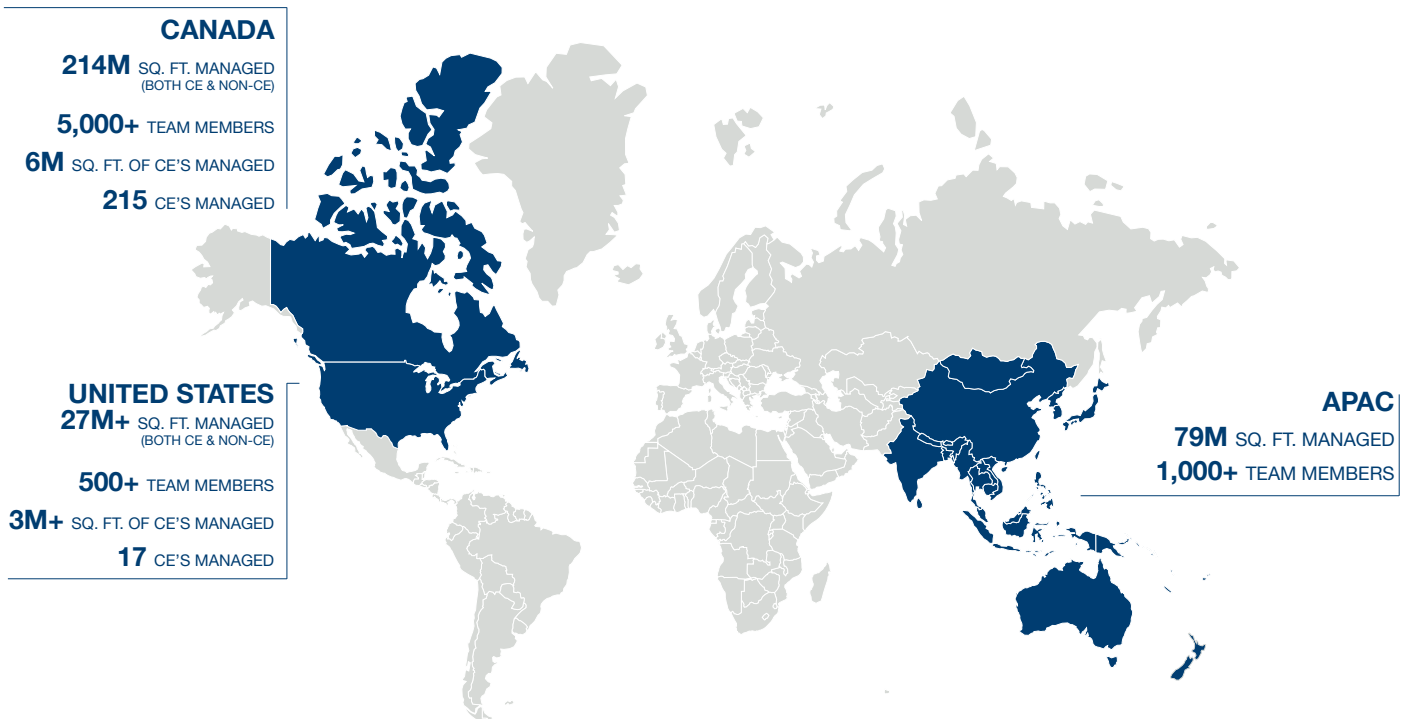 CANADA
214M SQ. FT. MANAGED
(BOTH CE & NON-CE)
5,000+ TEAM MEMBERS
6M SQ. FT. OF CE'S MANAGED
215 CE'S MANAGED
UNITED STATES
27M+ SQ. FT. MANAGED
(BOTH CE & NON-CE)
500+ TEAM MEMBERS
3M+ SQ. FT. OF CE'S MANAGED
17 CE'S MANAGED
APAC
79M SQ. FT. MANAGED
1,000+ TEAM MEMBERS